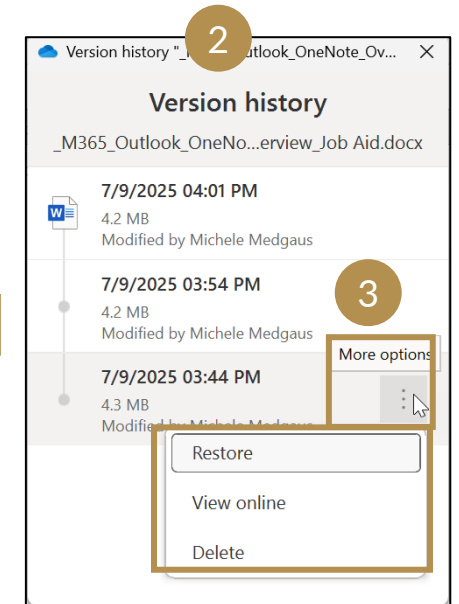 2
Version history "_ utlook_OneNote_Ov...
Version history
_M365_Outlook_OneNo...erview_Job Aid.docx
7/9/2025 04:01 PM
4.2 MB
Modified by Michele Medgaus
7/9/2025 03:54 PM
4.2 MB
Modified by Michele Medgaus
3
More options
7/9/2025 03:44 PM
4.3 MB
Modified by Michele Medgaus
Restore
View online
Delete